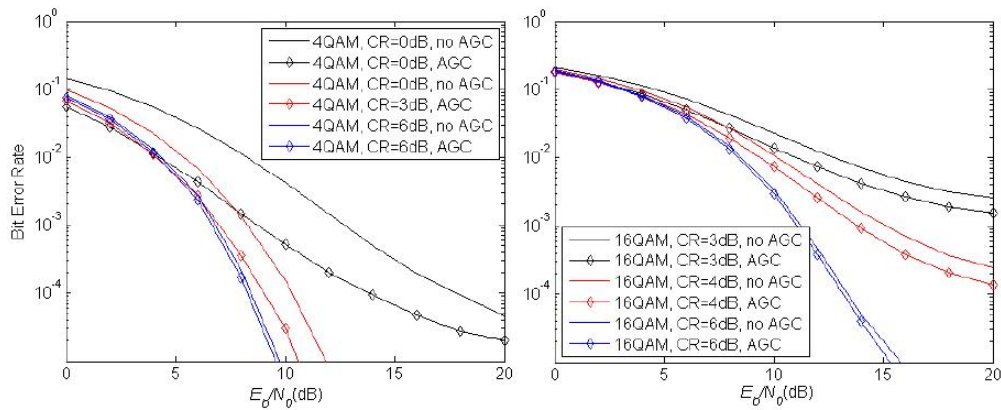 10^0
10^-1
10^-2
10^-3
10^-4
Bit Error Rate
4QAM, CR=0dB, no AGC
4QAM, CR=0dB, AGC
4QAM, CR=0dB, no AGC
4QAM, CR=3dB, AGC
4QAM, CR=6dB, no AGC
4QAM, CR=6dB, AGC
0 5 10 15 20
E_b/N_0(dB)
10^0
10^-1
10^-2
10^-3
10^-4
16QAM, CR=3dB, no AGC
16QAM, CR=3dB, AGC
16QAM, CR=4dB, no AGC
16QAM, CR=4dB, AGC
16QAM, CR=6dB, no AGC
16QAM, CR=6dB, AGC
0 5 10 15 20
E_b/N_0(dB)